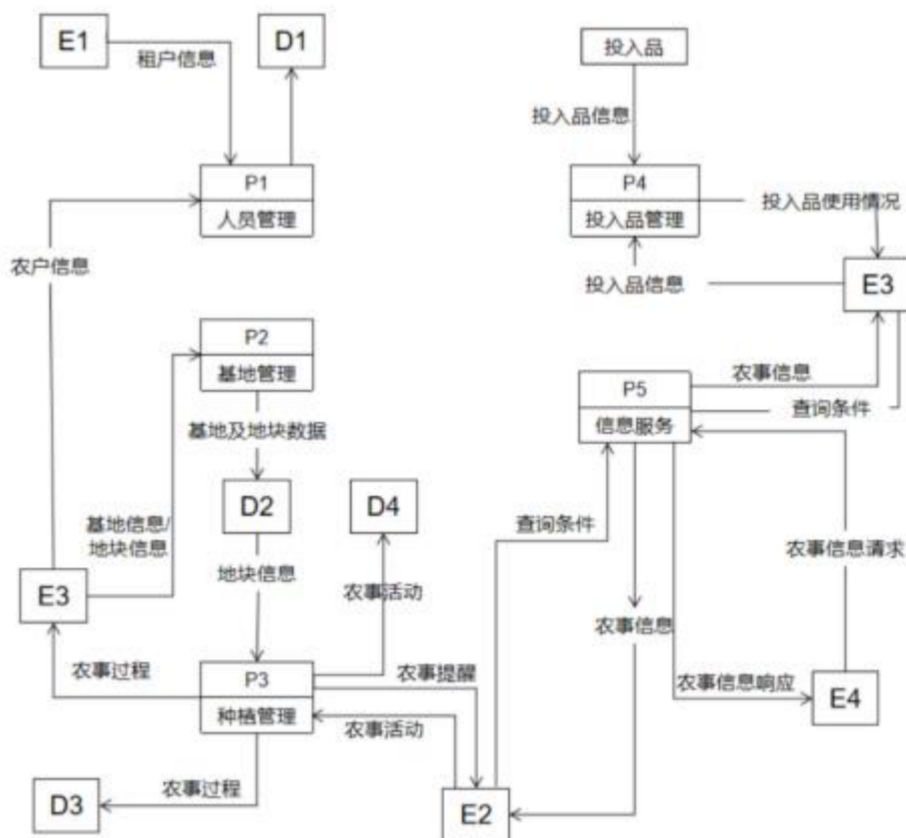 E1
D1
投入品
租户信息
投入品信息
P1
人员管理
P4
投入品管理
投入品使用情况
农户信息
投入品信息
E3
P2
基地管理
农事信息
P5
信息服务
查询条件
基地及地块数据
D2
D4
基地信息/
地块信息
查询条件
农事信息请求
地块信息
农事活动
E3
农事信息
农事过程
P3
种植管理
农事提醒
农事活动
农事信息响应
E4
农事过程
D3
E2